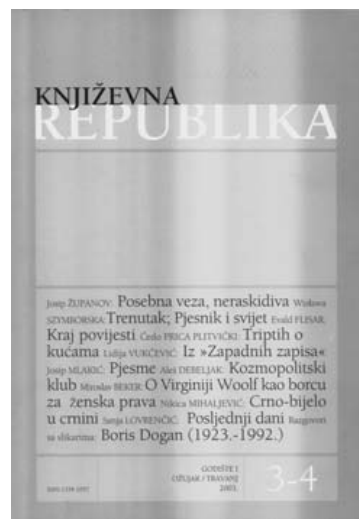 KNJIŽEVNA
REPUBLIKA
Josip ŽUPANOV: Posebna veza, neraskidiva Wisława
SZYMBORSKA: Trenutak; Pjesnik i svijet Evald FLISAR:
Kraj povijesti Čedo PRICA PLITVIČKI: Triptih o
kućama Lidija VUKČEVIĆ: Iz »Zapadnih zapisa«
Josip MLAKIĆ: Pjesme Aleš DEBELJAK: Kozmopolitski
klub Miroslav BEKER: O Virginiji Woolf kao borcu
za ženska prava Nikica MIHALJEVIĆ: Crno-bijelo
u crnini Sanja LOVRENČIĆ: Posljednji dani Razgovori
sa slikarima: Boris Dogan (1923.-1992.)
GODIŠTE I
OŽUJAK / TRAVANJ
2003.
3-4